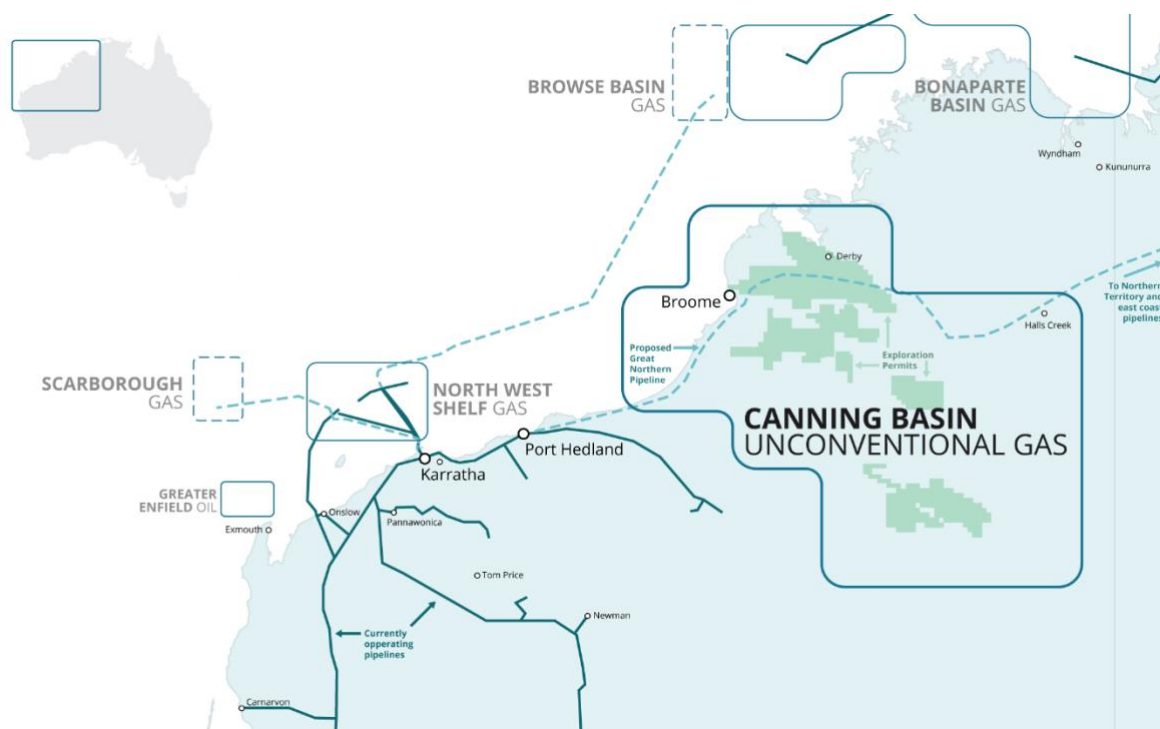 BROWSE BASIN
GAS
BONAPARTE
BASIN GAS
Wyndham
Kununurra
Derby
Broome
To Northern
Territory and
east coast
pipelines
Halls Creek
Proposed
Great
Northern
Pipeline
Exploration
Permits
SCARBOROUGH
GAS
NORTH WEST
SHELF GAS
CANNING BASIN
UNCONVENTIONAL GAS
Port Hedland
Karratha
GREATER
ENFIELD OIL
Onslow
Exmouth
Pannawonica
Tom Price
Newman
Currently
opperating
pipelines
Carnarvon